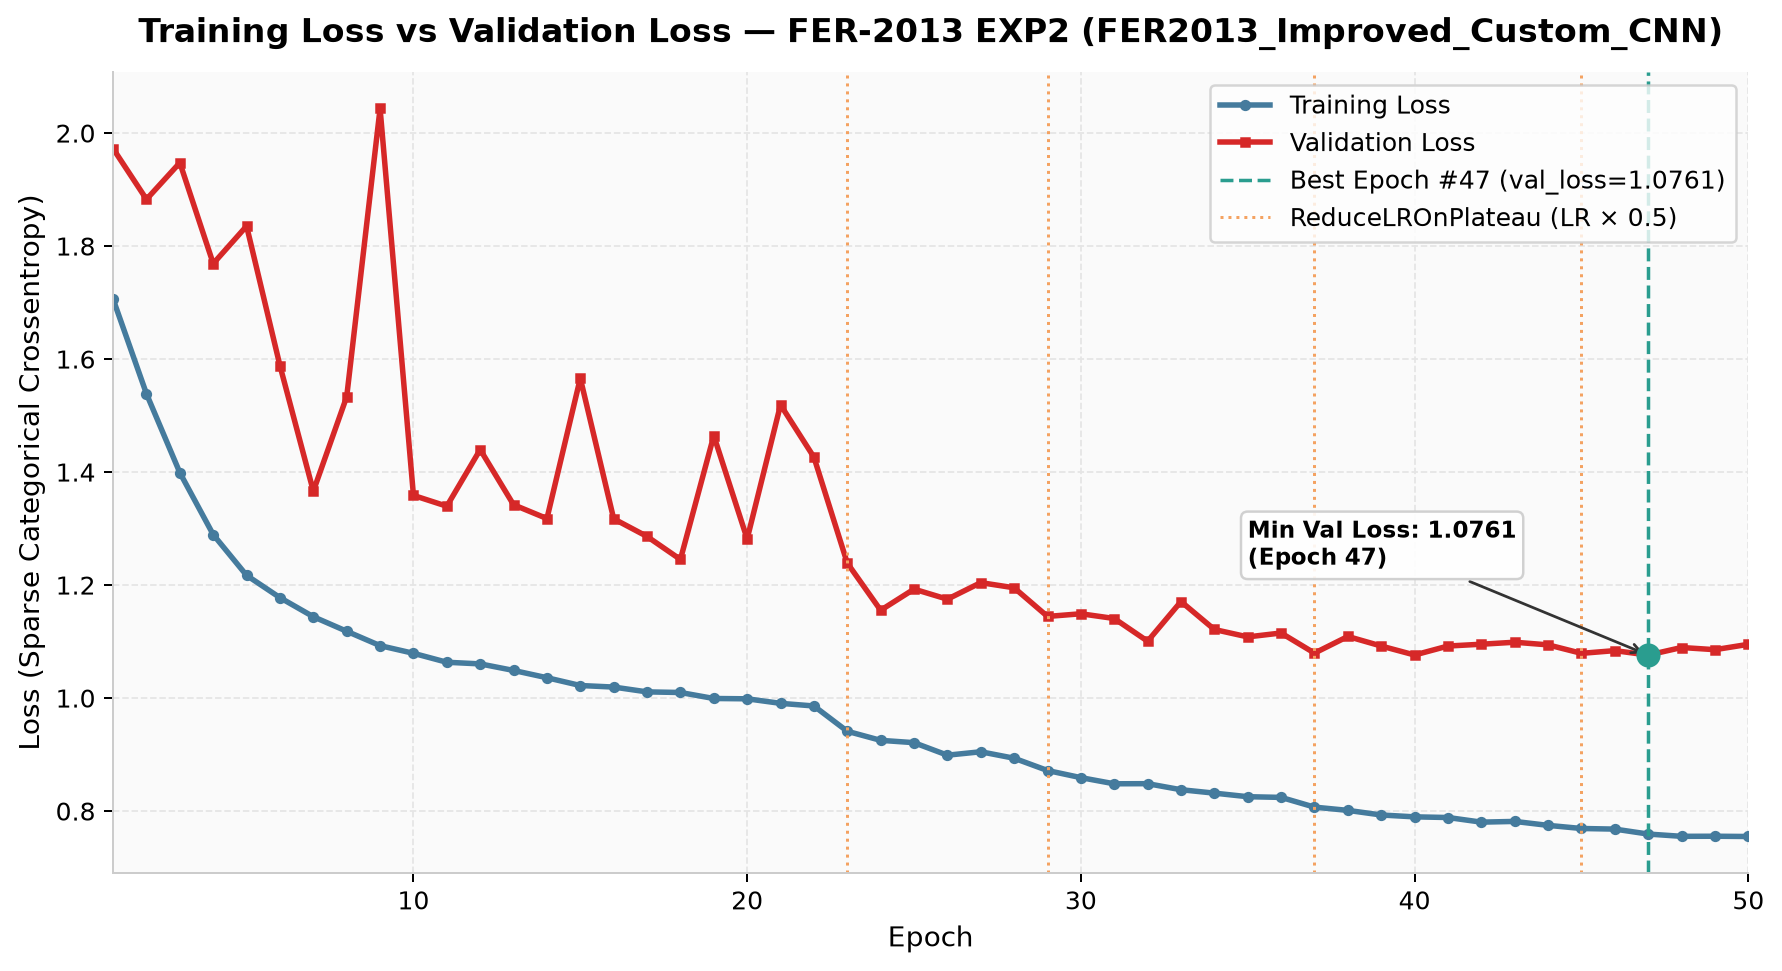 Training Loss vs Validation Loss — FER-2013 EXP2 (FER2013_Improved_Custom_CNN)
Training Loss
Validation Loss
Best Epoch #47 (val_loss=1.0761)
ReduceLROnPlateau (LR × 0.5)
Loss (Sparse Categorical Crossentropy)
2.0
1.8
1.6
1.4
1.2
1.0
0.8
Min Val Loss: 1.0761
(Epoch 47)
10
20
30
40
50
Epoch